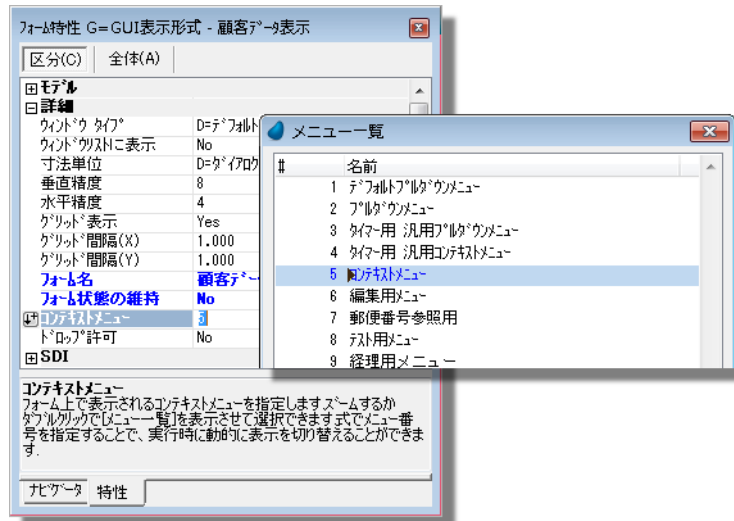 ﾌｫｰﾑ特性 G=GUI表示形式 - 顧客ﾃﾞｰﾀ表示
区分(C) 全体(A)
ﾓﾃﾞﾙ
詳細
ｳｨﾝﾄﾞｳ ﾀｲﾌﾟ D=ﾃﾞﾌｫﾙﾄ
ｳｨﾝﾄﾞｳﾘｽﾄに表示 No
寸法単位 D=ﾀﾞｲｱﾛｸ
垂直精度 8
水平精度 4
ｸﾞﾘｯﾄﾞ表示 Yes
ｸﾞﾘｯﾄﾞ間隔(X) 1.000
ｸﾞﾘｯﾄﾞ間隔(Y) 1.000
ﾌｫｰﾑ名 顧客ﾃﾞｰ
ﾌｫｰﾑ状態の維持 No
ｺﾝﾃｷｽﾄﾒﾆｭｰ 5
ﾄﾞﾛｯﾌﾟ許可 No
SDI
ｺﾝﾃｷｽﾄﾒﾆｭｰ
ﾌｫｰﾑ上で表示されるｺﾝﾃｷｽﾄﾒﾆｭｰを指定します.ｽﾞｰﾑするか
ﾀﾞﾌﾞﾙｸﾘｯｸで[ﾒﾆｭｰ一覧]を表示させて選択できます.式でﾒﾆｭｰ番
号を指定することで、実行時に動的に表示を切り替えることができま
す.
ﾅﾋﾞｹﾞｰﾀ 特性
メニュー一覧
# 名前
1 ﾃﾞﾌｫﾙﾄﾌﾟﾙﾀﾞｳﾝﾒﾆｭｰ
2 ﾌﾟﾙﾀﾞｳﾝﾒﾆｭｰ
3 ﾀｲﾏｰ用 汎用ﾌﾟﾙﾀﾞｳﾝﾒﾆｭｰ
4 ﾀｲﾏｰ用 汎用ｺﾝﾃｷｽﾄﾒﾆｭｰ
5 ｺﾝﾃｷｽﾄﾒﾆｭｰ
6 編集用ﾒﾆｭｰ
7 郵便番号参照用
8 ﾃｽﾄ用ﾒﾆｭｰ
9 経理用メニュー